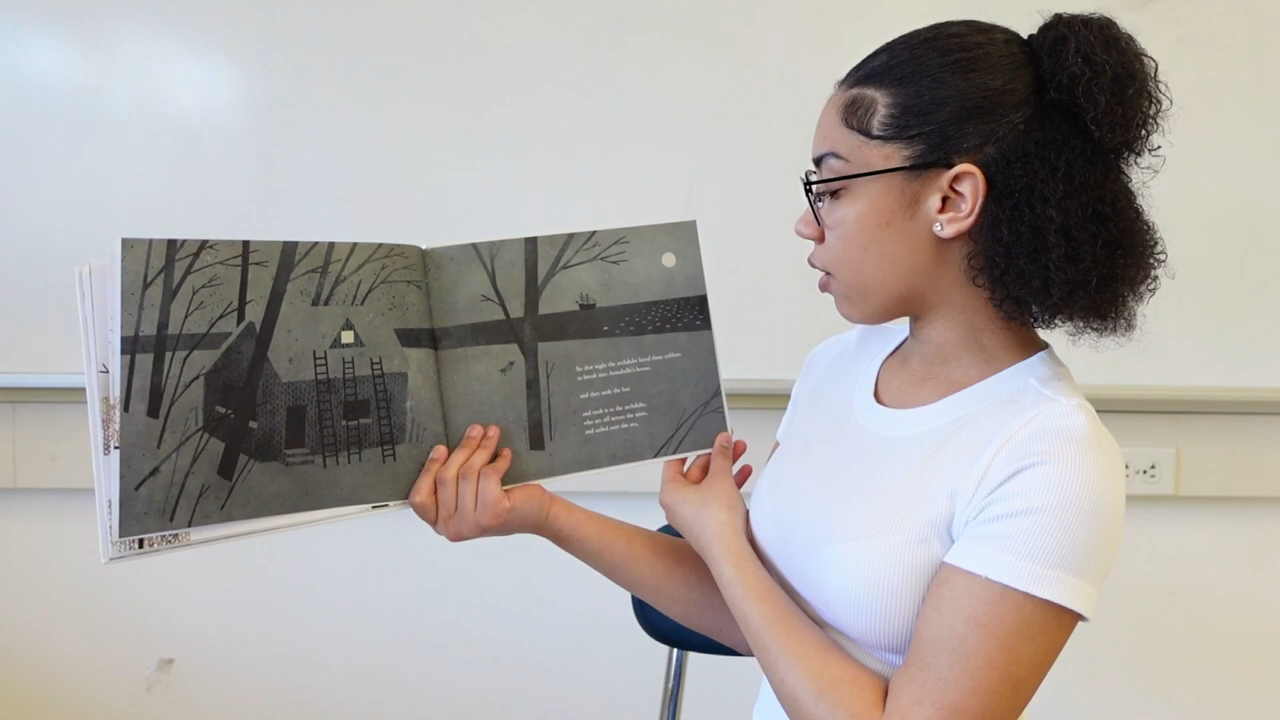 So that night the archduke hired three robbers
to break into Annabelle's house,
and they stole the box
and took it to the archduke,
who set off across the snow,
and sailed over the sea,